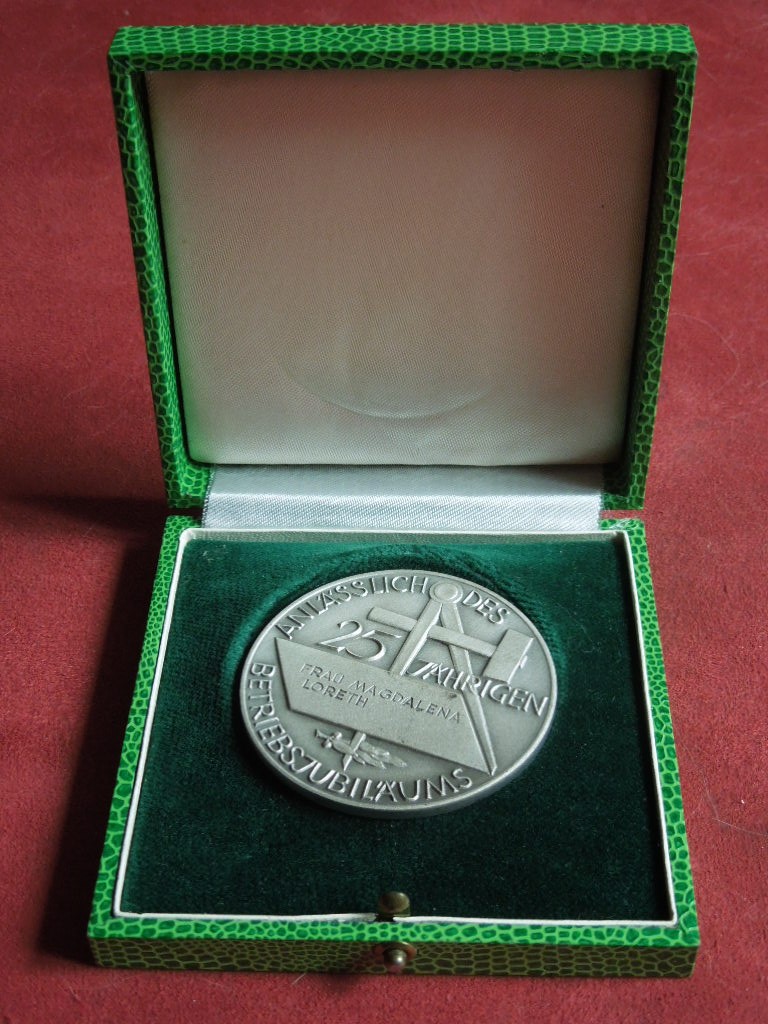 ANLÄSSLICH DES
25
JÄHRIGEN
FRAU MAGDALENA
LORETH
BETRIEBSJUBILÄUMS